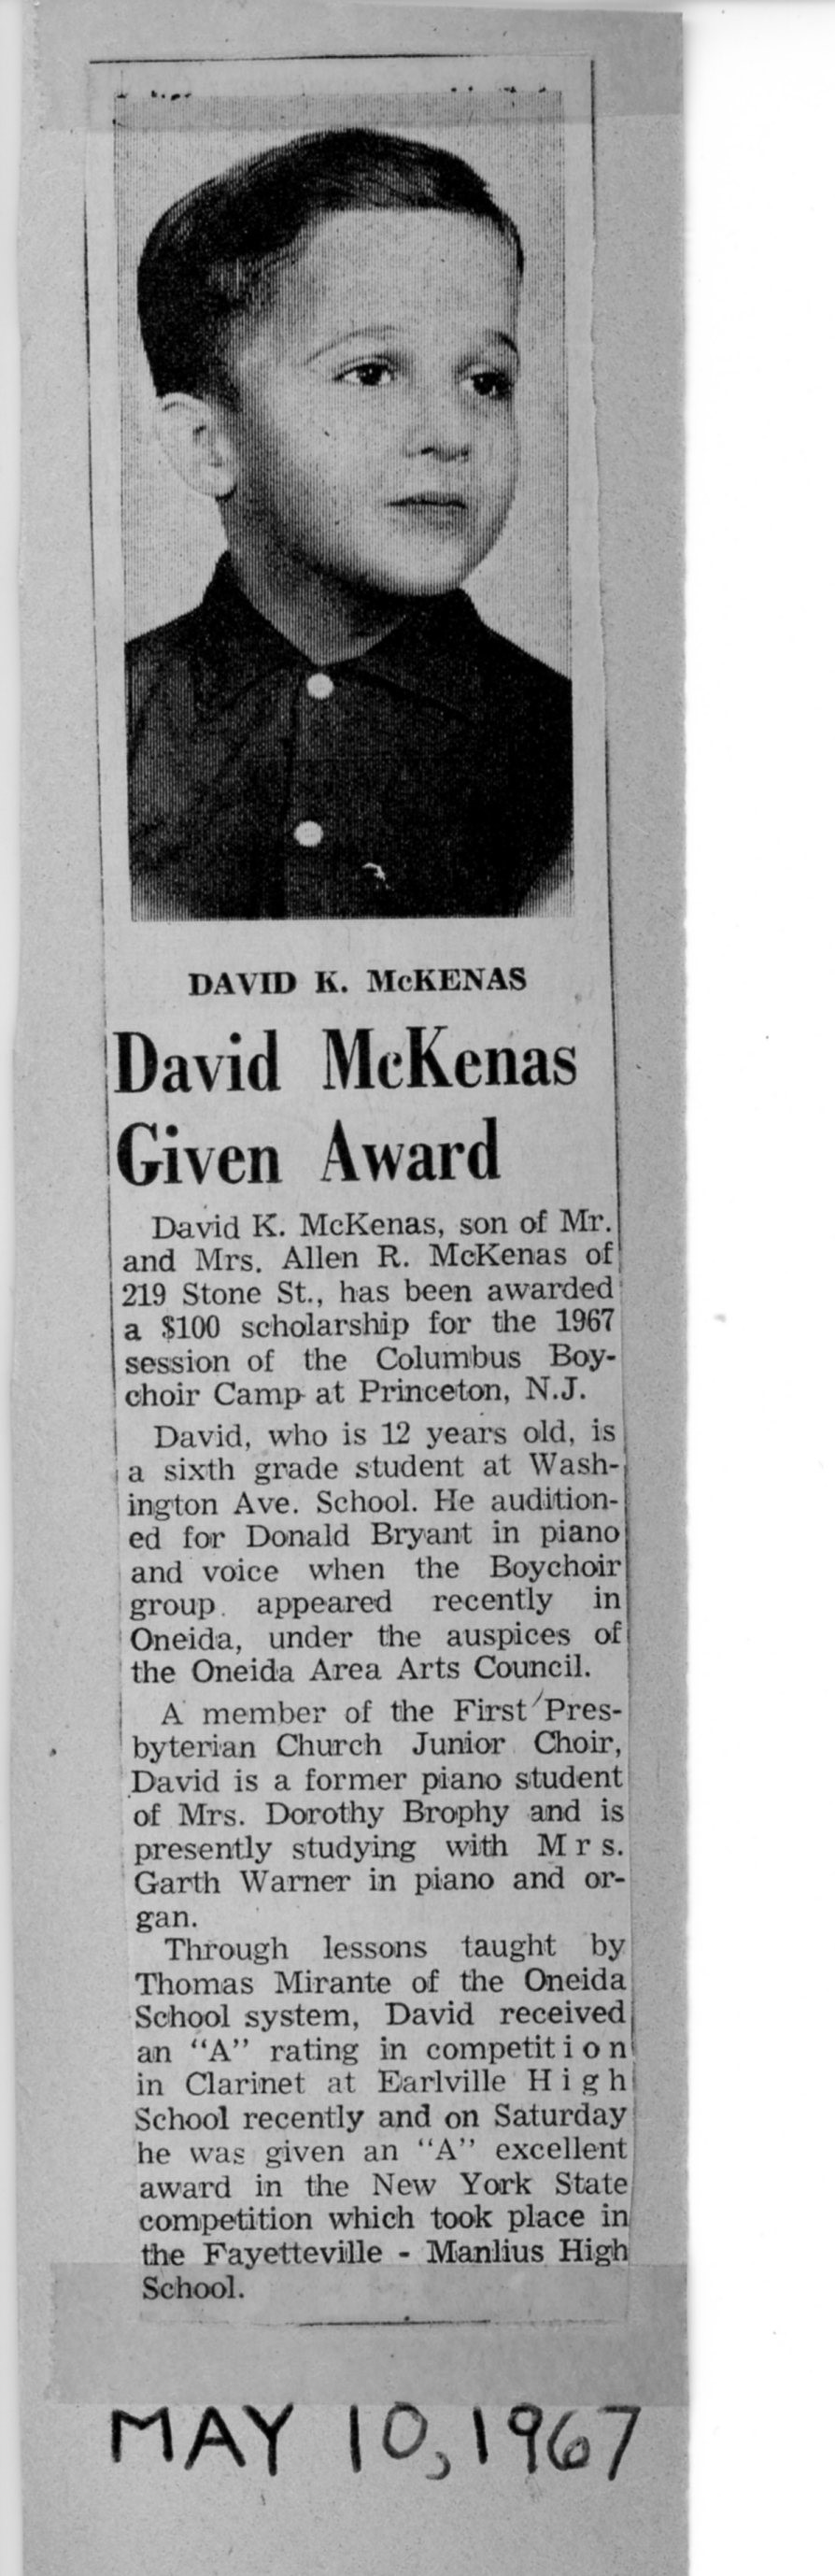 DAVID K. McKENAS
David McKenas
Given Award
David K. McKenas, son of Mr.
and Mrs. Allen R. McKenas of
219 Stone St., has been awarded
a $100 scholarship for the 1967
session of the Columbus Boy-
choir Camp at Princeton, N.J.
David, who is 12 years old, is
a sixth grade student at Wash-
ington Ave. School. He audition-
ed for Donald Bryant in piano
and voice when the Boychoir
group appeared recently in
Oneida, under the auspices of
the Oneida Area Arts Council.
A member of the First Pres-
byterian Church Junior Choir,
David is a former piano student
of Mrs. Dorothy Brophy and is
presently studying with Mrs.
Garth Warner in piano and or-
gan.
Through lessons taught by
Thomas Mirante of the Oneida
School system, David received
an "A" rating in competition
in Clarinet at Earlville High
School recently and on Saturday
he was given an "A" excellent
award in the New York State
competition which took place in
the Fayetteville - Manlius High
School.
MAY 10, 1967